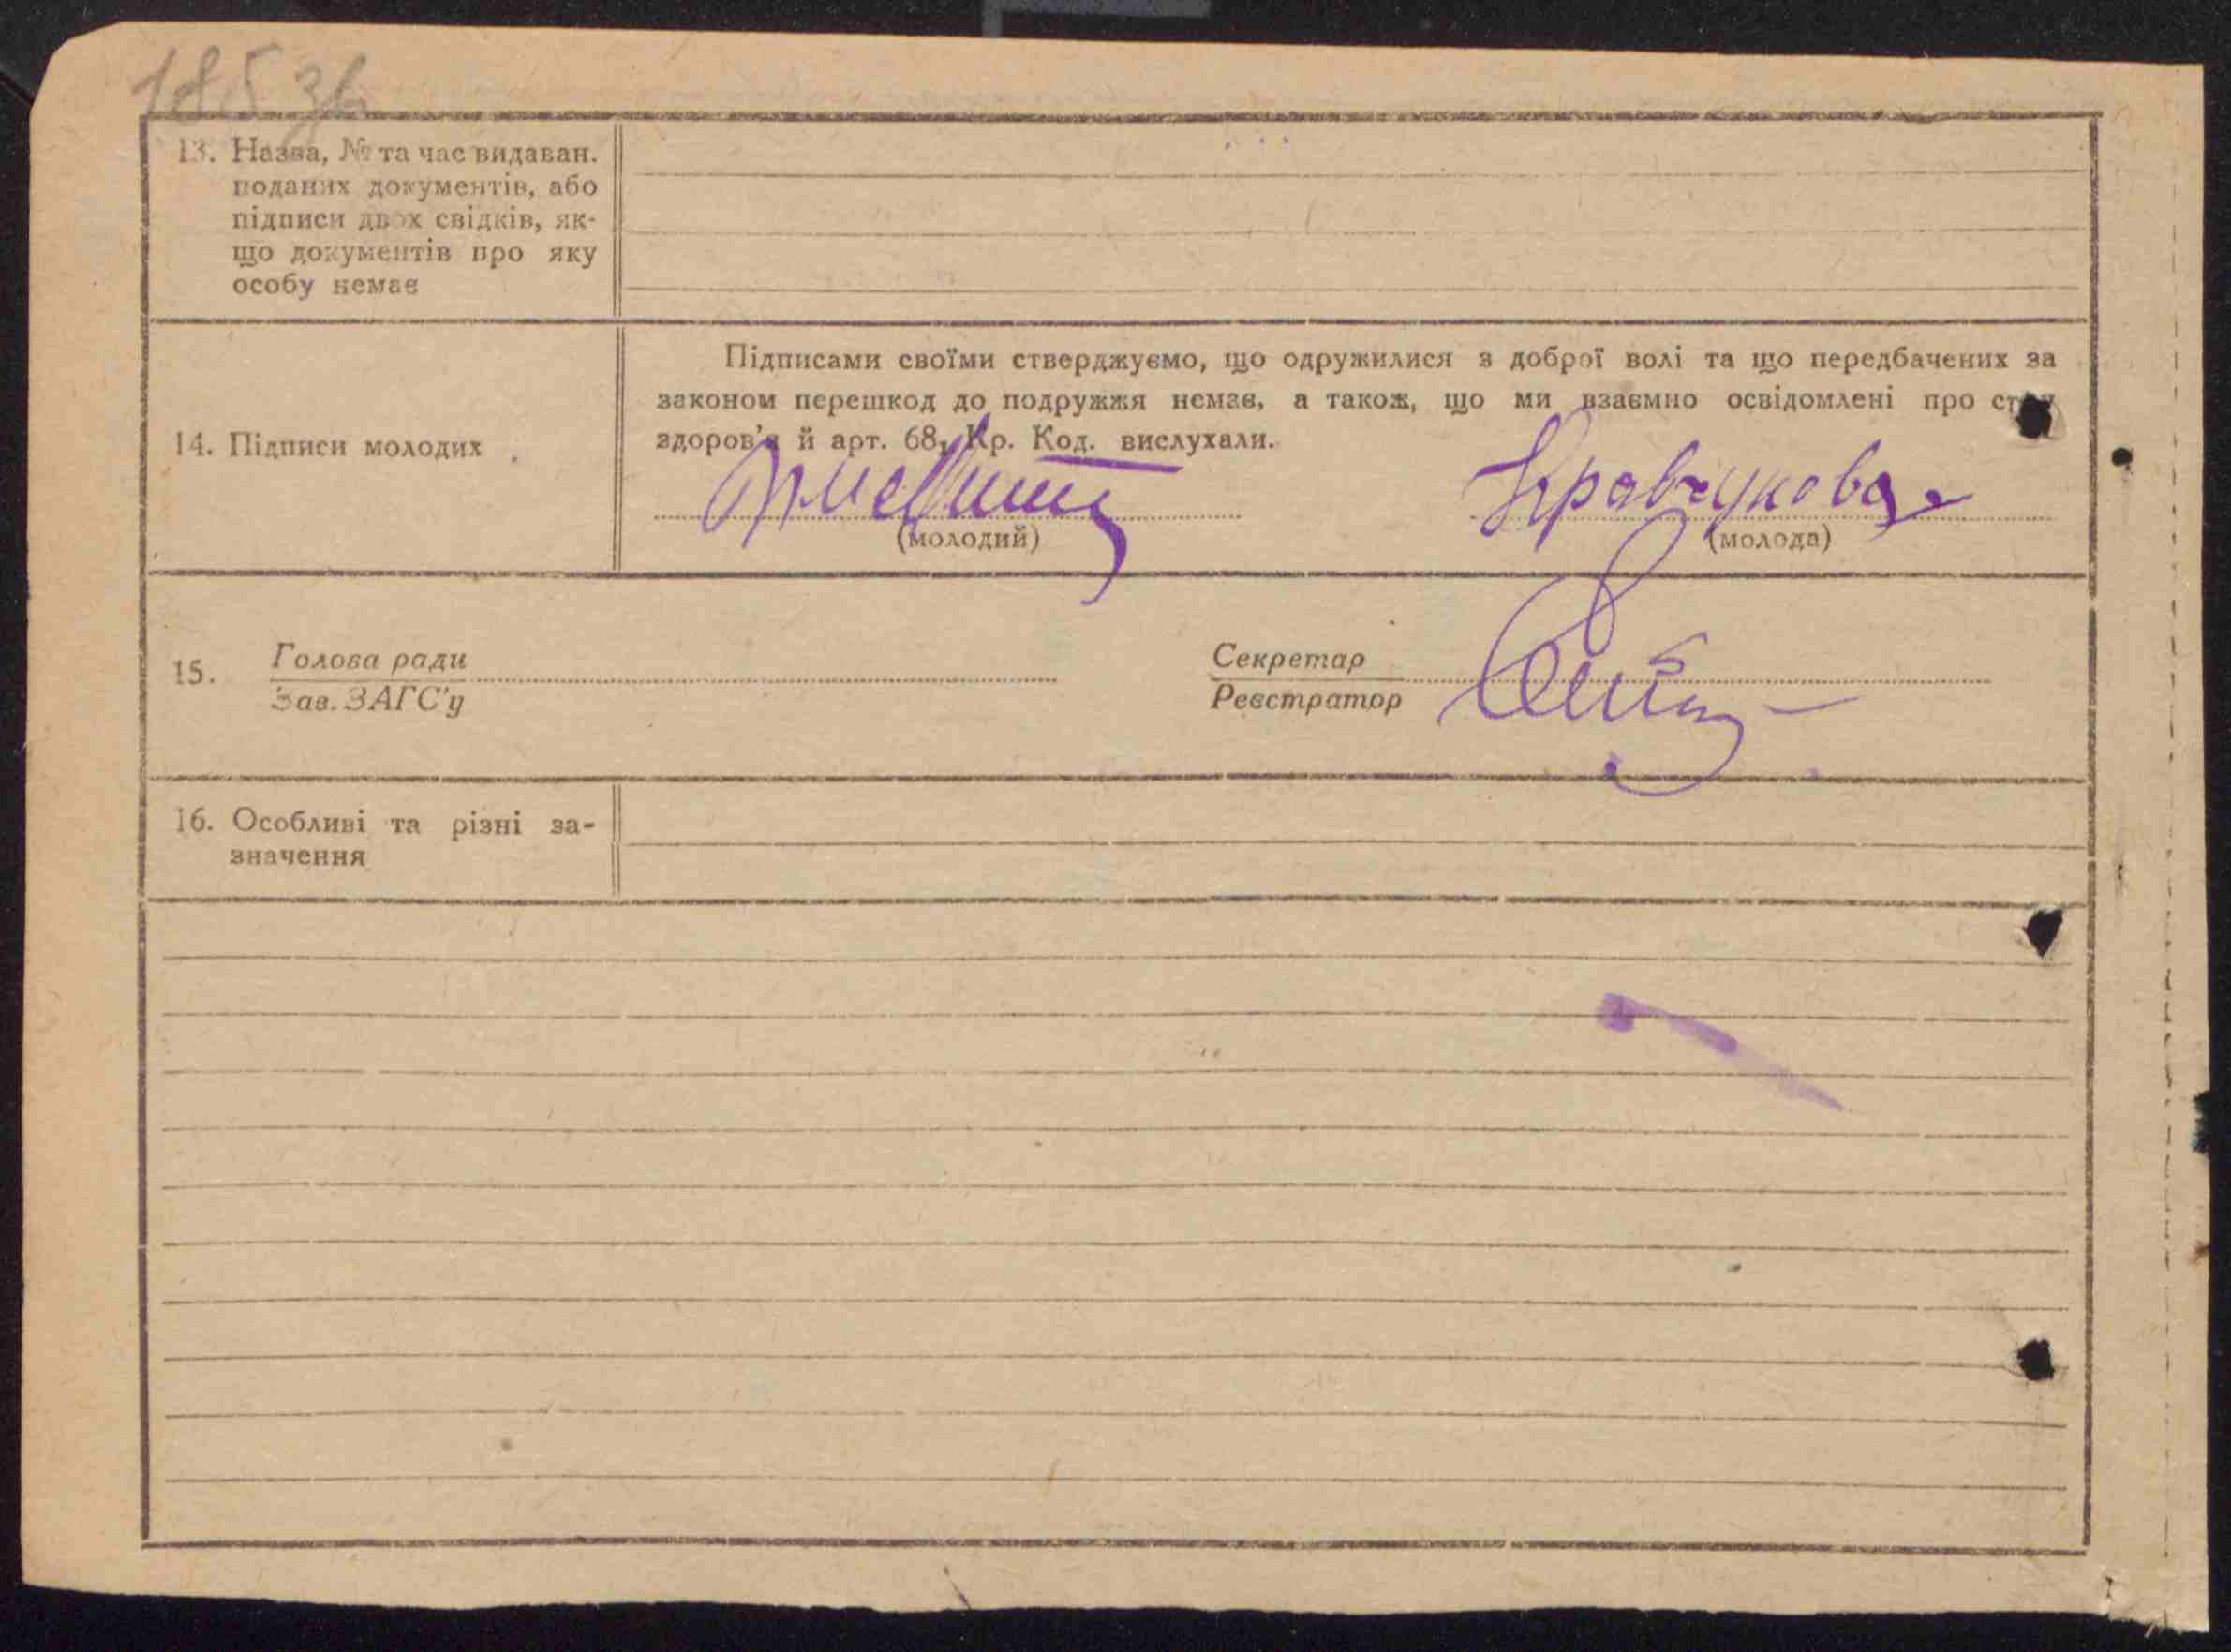 185 зв
13. Назва, № та час видаван.
поданих документів, або
підписи двох свідків, як-
що документів про яку
особу немає
14. Підписи молодих
Підписами своїми стверджуємо, що одружилися з доброї волі та що передбачених за
законом перешкод до подружжя немає, а також, що ми взаємно освідомлені про стан
здоров'я й арт. 68, Кр. Код. вислухали.
Кравчукова
(молодий) (молода)
15. Голова ради
Зав. ЗАГС'у
Секретар
Реєстратор
16. Особливі та різні за-
значення